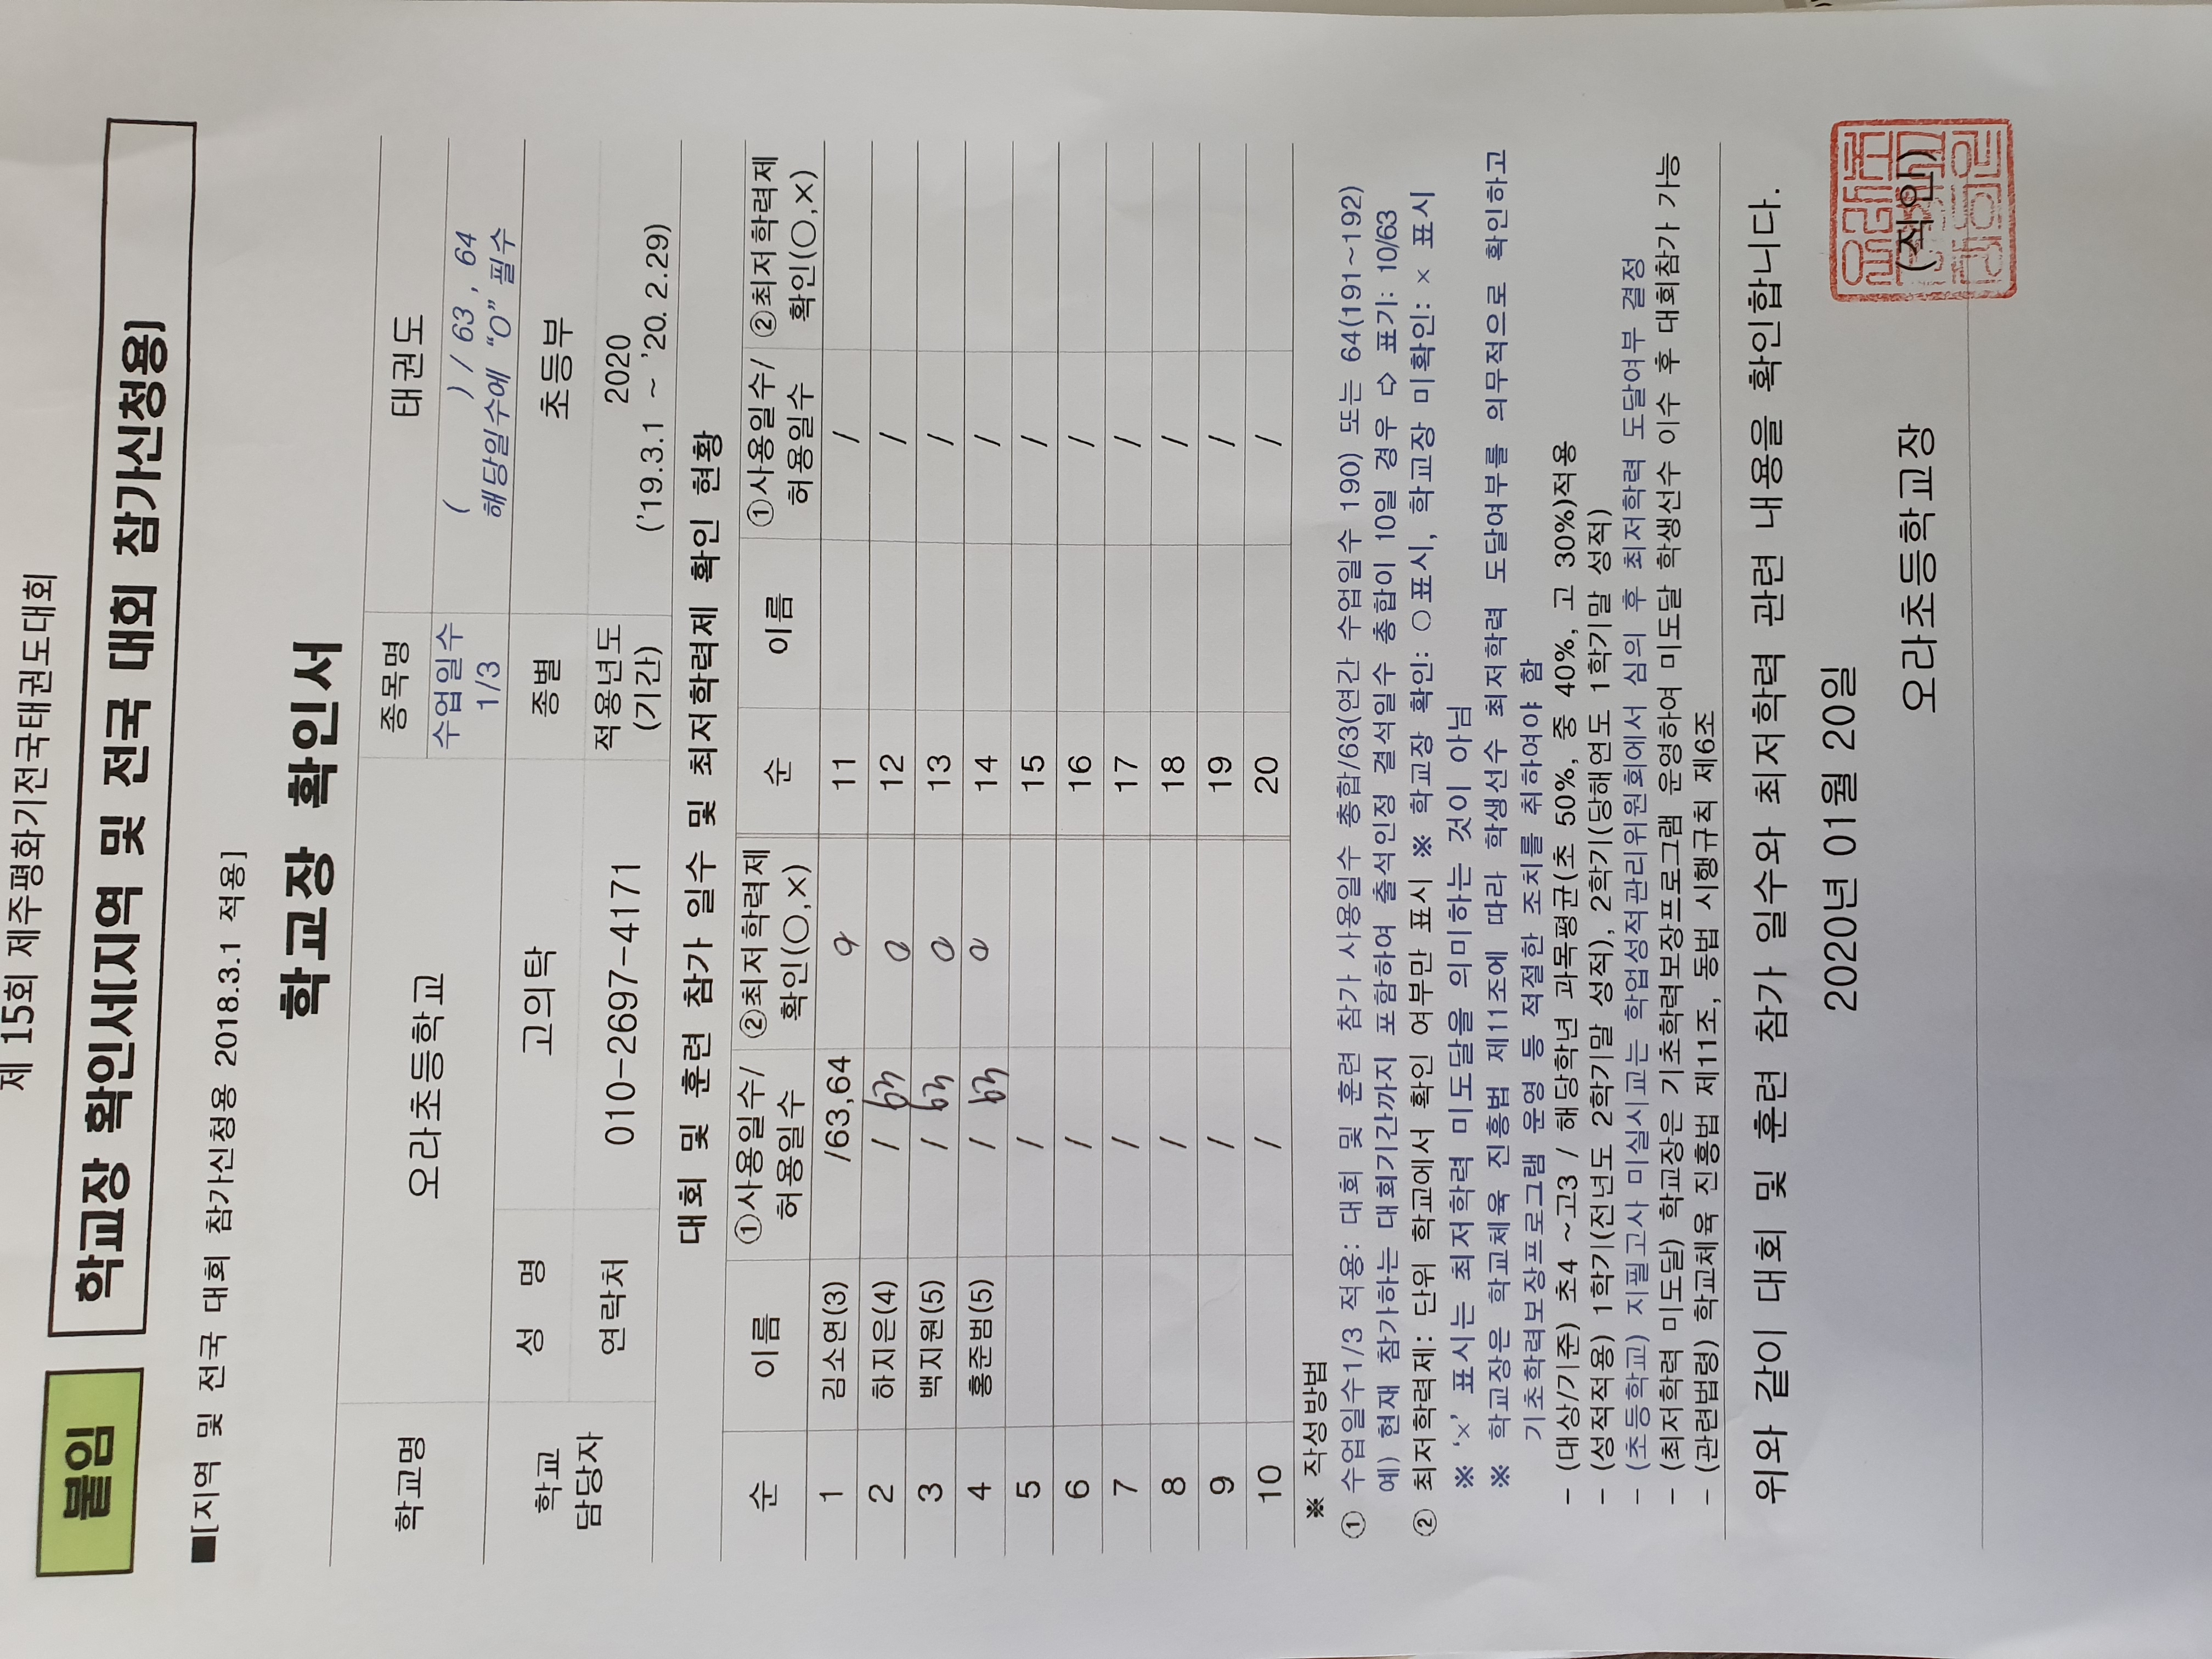 제 15회 제주평화기전국태권도대회
붙임 학교장 확인서[지역 및 전국 대회 참가신청용]
■[지역 및 전국 대회 참가신청용 2018.3.1 적용]
학교장 확인서
학교명 오라초등학교 종목명 태권도
수업일수 1/3 ( ) / 63 , 64
해당일수에 “O” 필수
학교 담당자 성 명 고의탁 종별 초등부
연락처 010-2697-4171 적용년도 (기간) 2020
('19.3.1 ~ '20. 2.29)
대회 및 훈련 참가 일수 및 최저학력제 확인 현황
순 이름 ①사용일수/허용일수 ②최저학력제 확인(○,×) 순 이름 ①사용일수/허용일수 ②최저학력제 확인(○,×)
1 김소연(3) /63,64 o 11 /
2 하지은(4) / 63 o 12 /
3 백지원(5) / 63 o 13 /
4 홍준범(5) / 63 o 14 /
5 / 15 /
6 / 16 /
7 / 17 /
8 / 18 /
9 / 19 /
10 / 20 /
※ 작성방법
① 수업일수1/3 적용: 대회 및 훈련 참가 사용일수 총합/63(연간 수업일수 190) 또는 64(191~192)
예) 현재 참가하는 대회기간까지 포함하여 출석인정 결석일수 총합이 10일 경우 ⇨ 표기: 10/63
② 최저학력제: 단위 학교에서 확인 여부만 표시 ※ 학교장 확인: ○표시, 학교장 미확인: × 표시
※ ‘×’ 표시는 최저학력 미도달을 의미하는 것이 아님
※ 학교장은 학교체육 진흥법 제11조에 따라 학생선수 최저학력 도달여부를 의무적으로 확인하고
기초학력보장프로그램 운영 등 적절한 조치를 취하여야 함
- (대상/기준) 초4 ~고3 / 해당학년 과목평균(초 50%, 중 40%, 고 30%)적용
- (성적적용) 1학기(전년도 2학기말 성적), 2학기(당해연도 1학기말 성적)
- (초등학교) 지필고사 미실시교는 학업성적관리위원회에서 심의 후 최저학력 도달여부 결정
- (최저학력 미도달) 학교장은 기초학력보장프로그램 운영하여 미도달 학생선수 이수 후 대회참가 가능
- (관련법령) 학교체육 진흥법 제11조, 동법 시행규칙 제6조
위와 같이 대회 및 훈련 참가 일수와 최저학력 관련 내용을 확인합니다.
2020년 01월 20일
오라초등학교장 (직인)